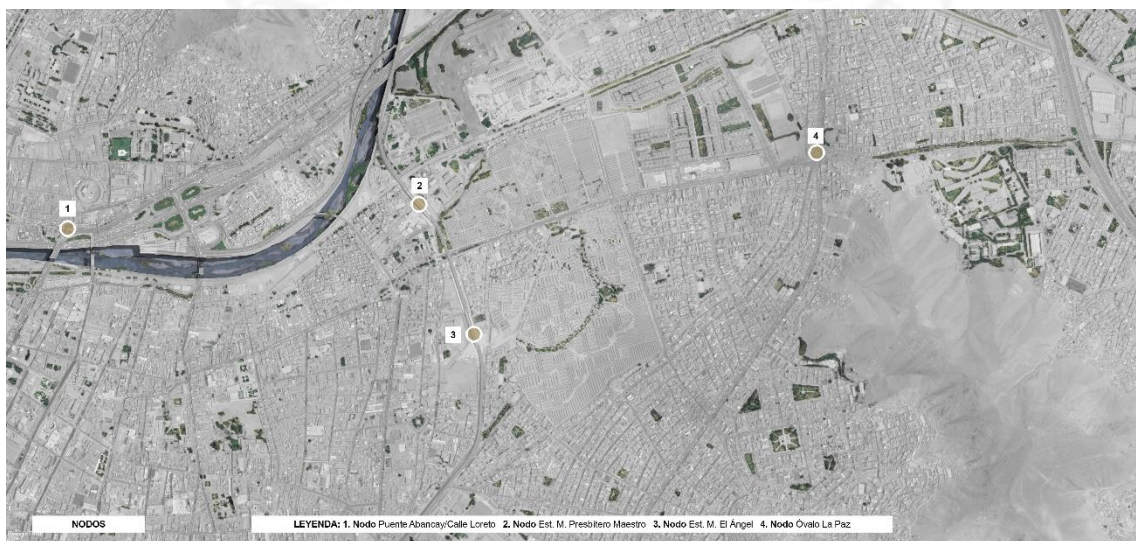 4
2
1
3
NODOS
LEYENDA: 1. Nodo Puente Abancay/Calle Loreto 2. Nodo Est. M. Presbítero Maestro 3. Nodo Est. M. El Ángel 4. Nodo Óvalo La Paz